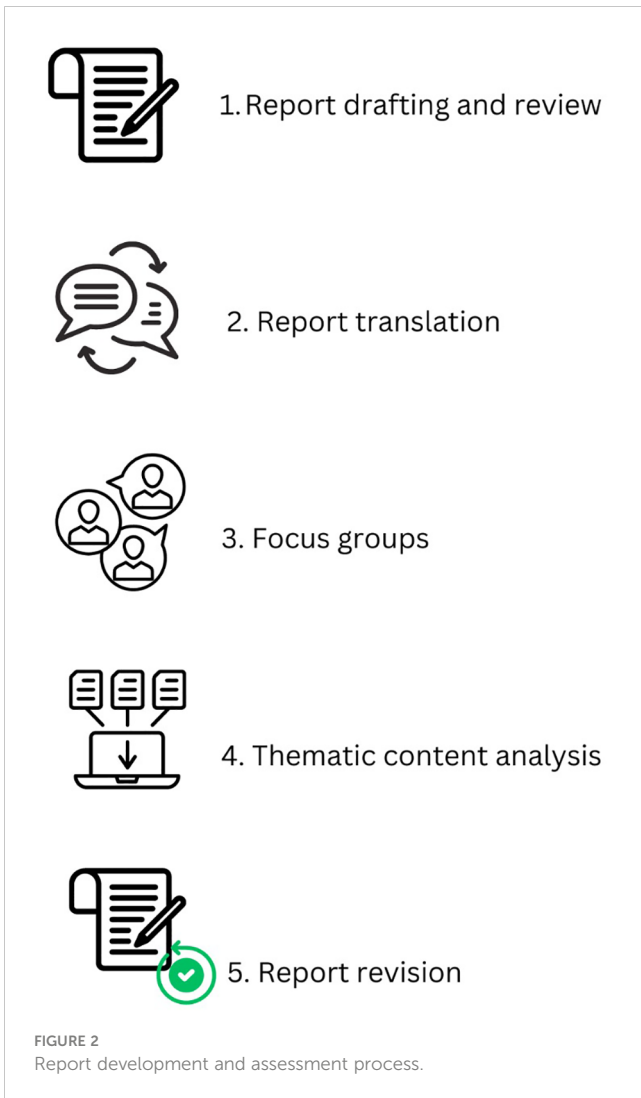 1. Report drafting and review
2. Report translation
3. Focus groups
4. Thematic content analysis
5. Report revision
FIGURE 2
Report development and assessment process.